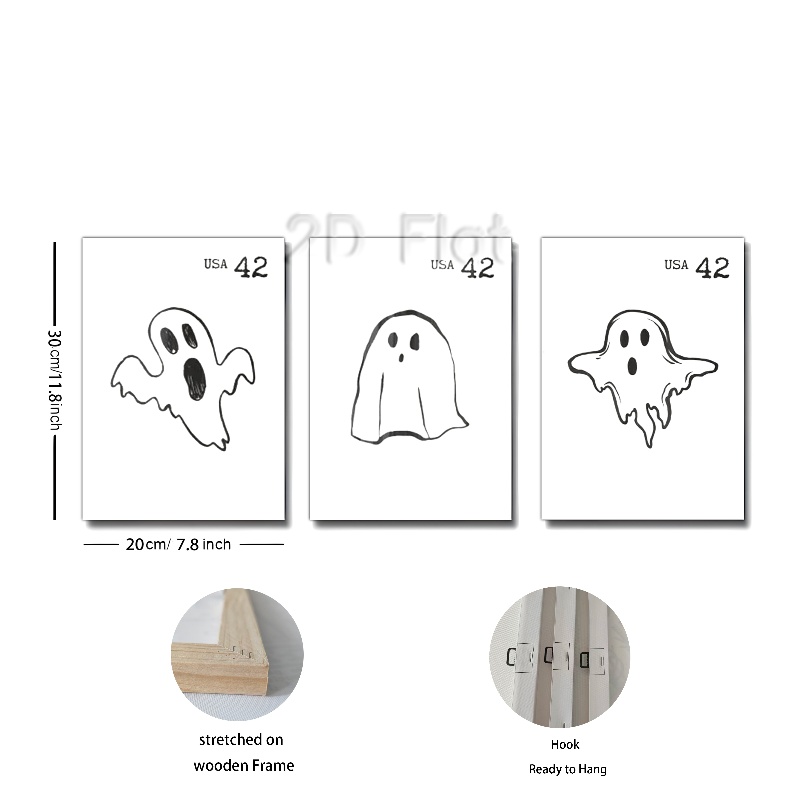 2D Flat
USA 42
USA 42
USA 42
30cm/11.8inch
20cm/ 7.8 inch
stretched on
wooden Frame
Hook
Ready to Hang